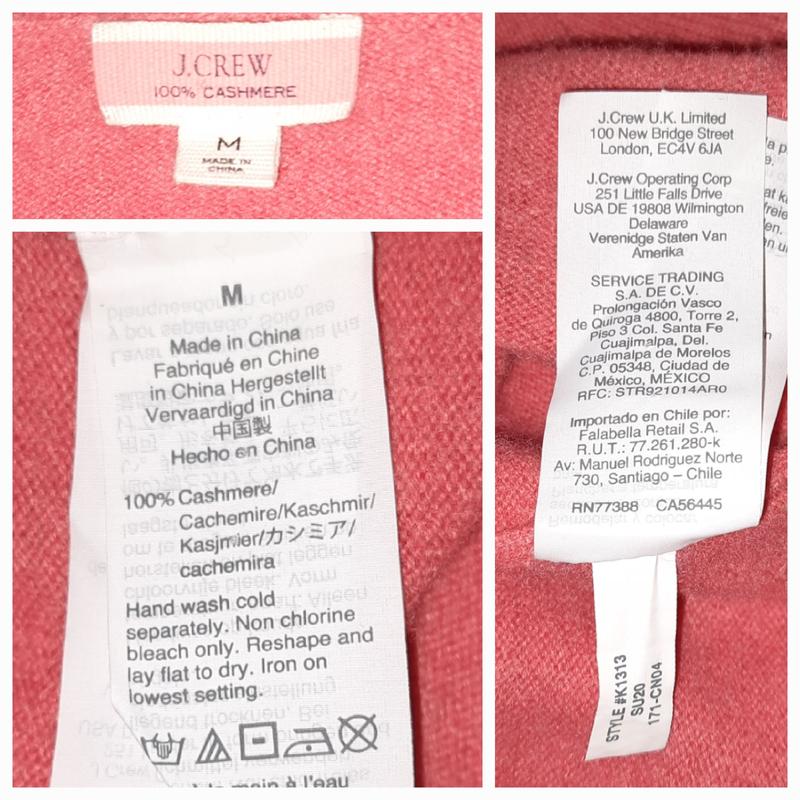 J.CREW
100% CASHMERE
M
MADE IN
CHINA
M
Made in China
Fabriqué en Chine
in China Hergestellt
Vervaardigd in China
中国製
Hecho en China
100% Cashmere/
Cachemire/Kaschmir/
Kasjmier/カシミア/
cachemira
Hand wash cold
separately. Non chlorine
bleach only. Reshape and
lay flat to dry. Iron on
lowest setting.
à la main à l'eau
J.Crew U.K. Limited
100 New Bridge Street
London, EC4V 6JA
J.Crew Operating Corp
251 Little Falls Drive
USA DE 19808 Wilmington
Delaware
Verenidge Staten Van
Amerika
SERVICE TRADING
S.A. DE C.V.
Prolongación Vasco
de Quiroga 4800, Torre 2,
Piso 3 Col. Santa Fe
Cuajimalpa, Del.
Cuajimalpa de Morelos
C.P. 05348, Ciudad de
México, MÉXICO
RFC: STR921014AR0
Importado en Chile por:
Falabella Retail S.A.
R.U.T.: 77.261.280-k
Av: Manuel Rodriguez Norte
730, Santiago – Chile
RN77388 CA56445
STYLE #K1313
SU20
171-CN04